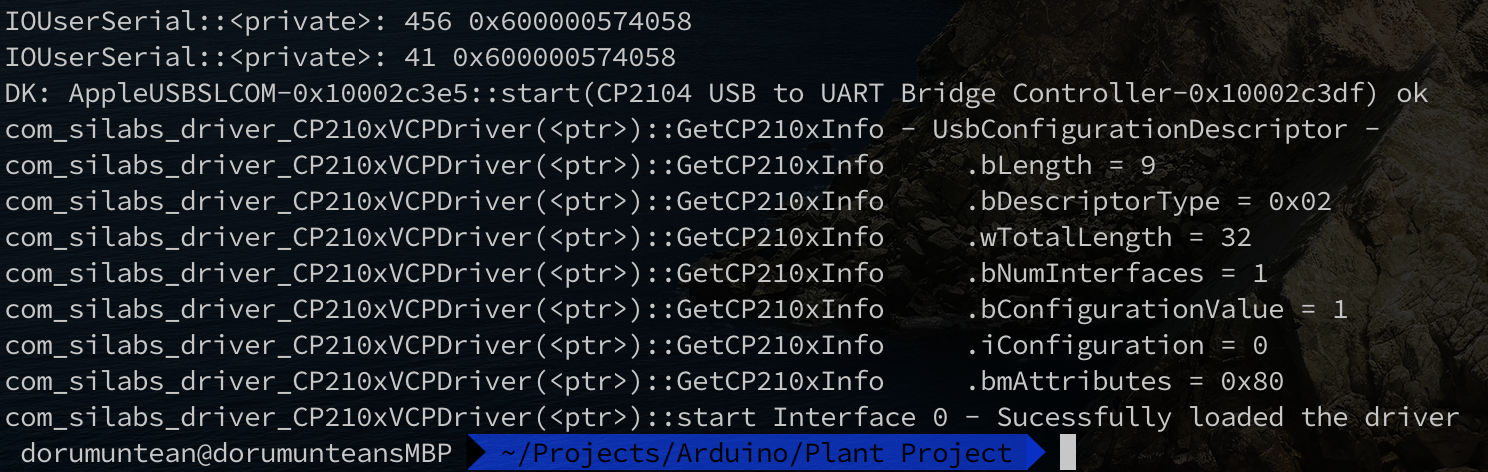 IOUserSerial::<private>: 456 0x600000574058
IOUserSerial::<private>: 41 0x600000574058
DK: AppleUSBSLCOM-0x10002c3e5::start(CP2104 USB to UART Bridge Controller-0x10002c3df) ok
com_silabs_driver_CP210xVCPDriver(<ptr>)::GetCP210xInfo - UsbConfigurationDescriptor -
com_silabs_driver_CP210xVCPDriver(<ptr>)::GetCP210xInfo     .bLength = 9
com_silabs_driver_CP210xVCPDriver(<ptr>)::GetCP210xInfo     .bDescriptorType = 0x02
com_silabs_driver_CP210xVCPDriver(<ptr>)::GetCP210xInfo     .wTotalLength = 32
com_silabs_driver_CP210xVCPDriver(<ptr>)::GetCP210xInfo     .bNumInterfaces = 1
com_silabs_driver_CP210xVCPDriver(<ptr>)::GetCP210xInfo     .bConfigurationValue = 1
com_silabs_driver_CP210xVCPDriver(<ptr>)::GetCP210xInfo     .iConfiguration = 0
com_silabs_driver_CP210xVCPDriver(<ptr>)::GetCP210xInfo     .bmAttributes = 0x80
com_silabs_driver_CP210xVCPDriver(<ptr>)::start Interface 0 - Sucessfully loaded the driver
dorumuntean@dorumunteansMBP ~/Projects/Arduino/Plant Project